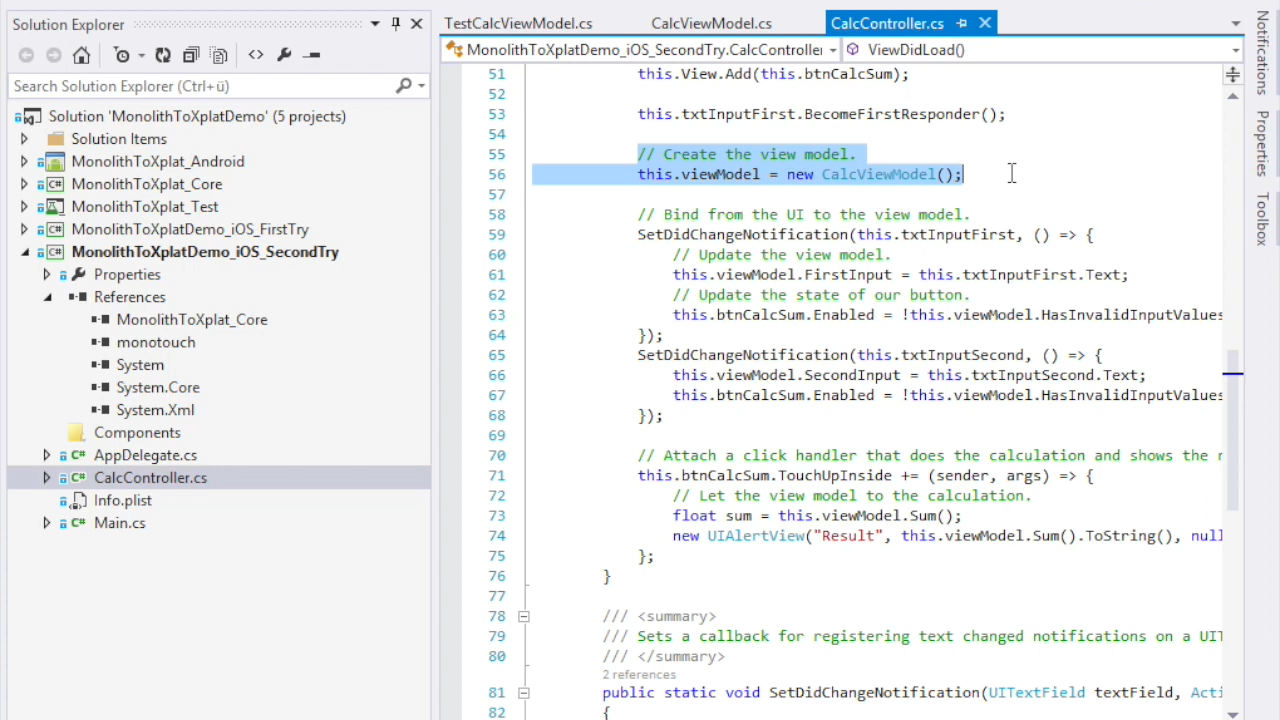 Solution Explorer
Search Solution Explorer (Ctrl+ü)
Solution 'MonolithToXplatDemo' (5 projects)
Solution Items
MonolithToXplat_Android
MonolithToXplat_Core
MonolithToXplat_Test
MonolithToXplatDemo_iOS_FirstTry
MonolithToXplatDemo_iOS_SecondTry
Properties
References
MonolithToXplat_Core
monotouch
System
System.Core
System.Xml
Components
AppDelegate.cs
CalcController.cs
Info.plist
Main.cs
TestCalcViewModel.cs CalcViewModel.cs CalcController.cs
MonolithToXplatDemo_iOS_SecondTry.CalcController ViewDidLoad()
51 this.View.Add(this.btnCalcSum);
52
53 this.txtInputFirst.BecomeFirstResponder();
54
55 // Create the view model.
56 this.viewModel = new CalcViewModel();
57
58 // Bind from the UI to the view model.
59 SetDidChangeNotification(this.txtInputFirst, () => {
60 // Update the view model.
61 this.viewModel.FirstInput = this.txtInputFirst.Text;
62 // Update the state of our button.
63 this.btnCalcSum.Enabled = !this.viewModel.HasInvalidInputValues
64 });
65 SetDidChangeNotification(this.txtInputSecond, () => {
66 this.viewModel.SecondInput = this.txtInputSecond.Text;
67 this.btnCalcSum.Enabled = !this.viewModel.HasInvalidInputValues
68 });
69
70 // Attach a click handler that does the calculation and shows the r
71 this.btnCalcSum.TouchUpInside += (sender, args) => {
72 // Let the view model to the calculation.
73 float sum = this.viewModel.Sum();
74 new UIAlertView("Result", this.viewModel.Sum().ToString(), null
75 };
76 }
77
78 /// <summary>
79 /// Sets a callback for registering text changed notifications on a UIT
80 /// </summary>
2 references
81 public static void SetDidChangeNotification(UITextField textField, Acti
82 {
Notifications
Properties
Toolbox